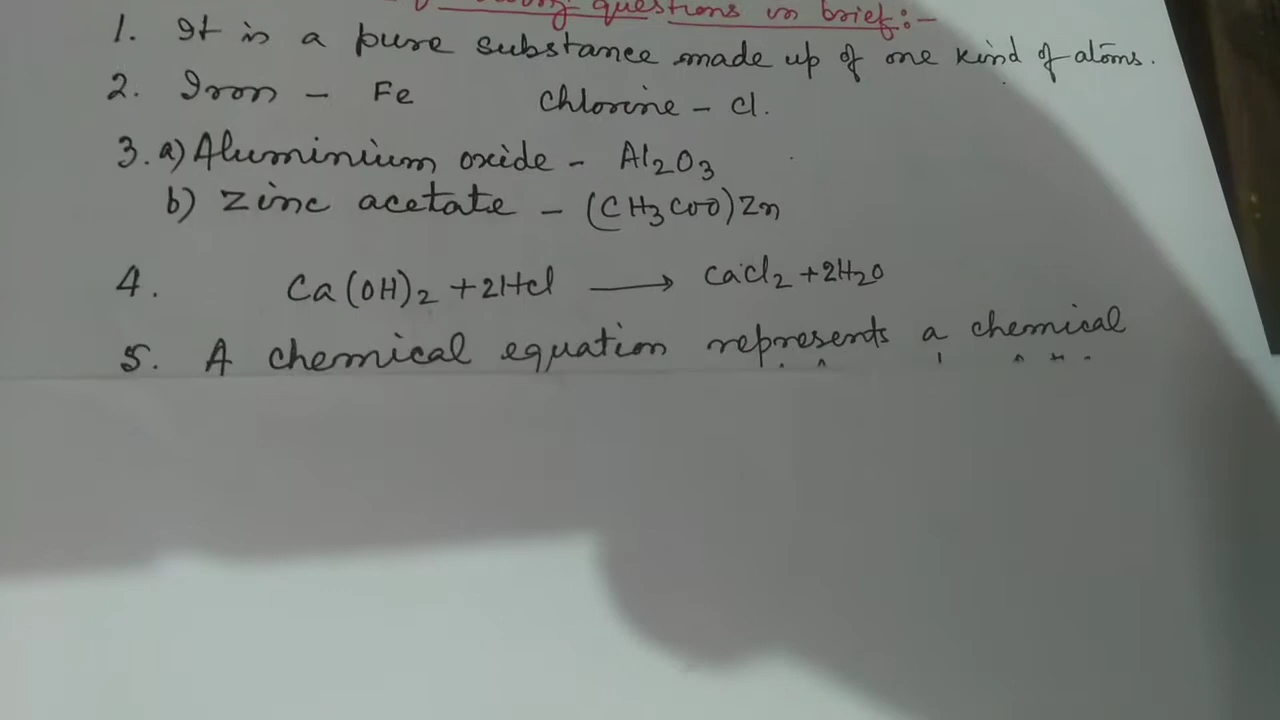 questions in brief:-
1. It is a pure substance made up of one kind of atoms.
2. Iron - Fe Chlorine - Cl.
3. a) Aluminium oxide - Al2O3
b) Zinc acetate - (CH3COO)Zn
4. Ca(OH)2 + 2HCl ⟶ CaCl2 + 2H2O
5. A chemical equation represents a chemical